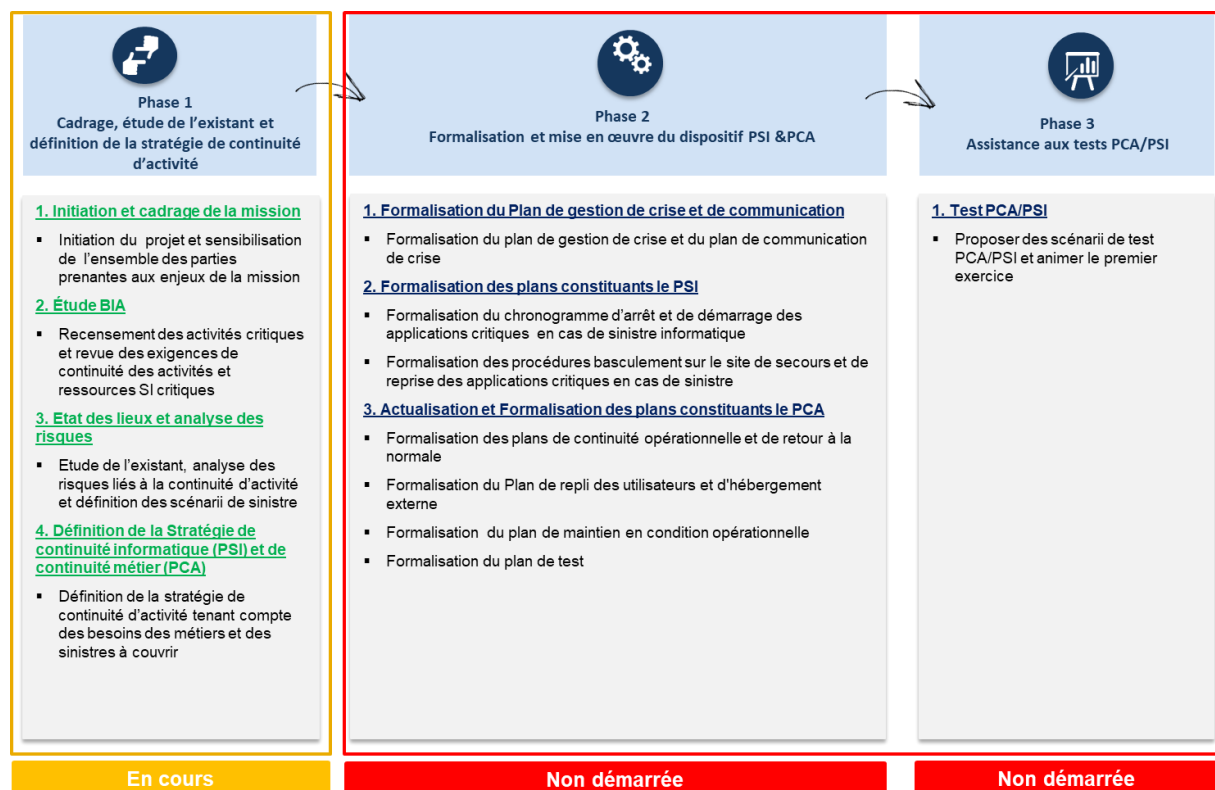 Phase 1
Cadrage, étude de l'existant et
définition de la stratégie de continuité
d'activité
1. Initiation et cadrage de la mission
▪ Initiation du projet et sensibilisation
de l'ensemble des parties
prenantes aux enjeux de la mission
2. Étude BIA
▪ Recensement des activités critiques
et revue des exigences de
continuité des activités et
ressources SI critiques
3. Etat des lieux et analyse des
risques
▪ Etude de l'existant, analyse des
risques liés à la continuité d'activité
et définition des scénarii de sinistre
4. Définition de la Stratégie de
continuité informatique (PSI) et de
continuité métier (PCA)
▪ Définition de la stratégie de
continuité d'activité tenant compte
des besoins des métiers et des
sinistres à couvrir
En cours
Phase 2
Formalisation et mise en œuvre du dispositif PSI &PCA
1. Formalisation du Plan de gestion de crise et de communication
▪ Formalisation du plan de gestion de crise et du plan de communication
de crise
2. Formalisation des plans constituants le PSI
▪ Formalisation du chronogramme d'arrêt et de démarrage des
applications critiques en cas de sinistre informatique
▪ Formalisation des procédures basculement sur le site de secours et de
reprise des applications critiques en cas de sinistre
3. Actualisation et Formalisation des plans constituants le PCA
▪ Formalisation des plans de continuité opérationnelle et de retour à la
normale
▪ Formalisation du Plan de repli des utilisateurs et d'hébergement
externe
▪ Formalisation du plan de maintien en condition opérationnelle
▪ Formalisation du plan de test
Non démarrée
Phase 3
Assistance aux tests PCA/PSI
1. Test PCA/PSI
▪ Proposer des scénarii de test
PCA/PSI et animer le premier
exercice
Non démarrée